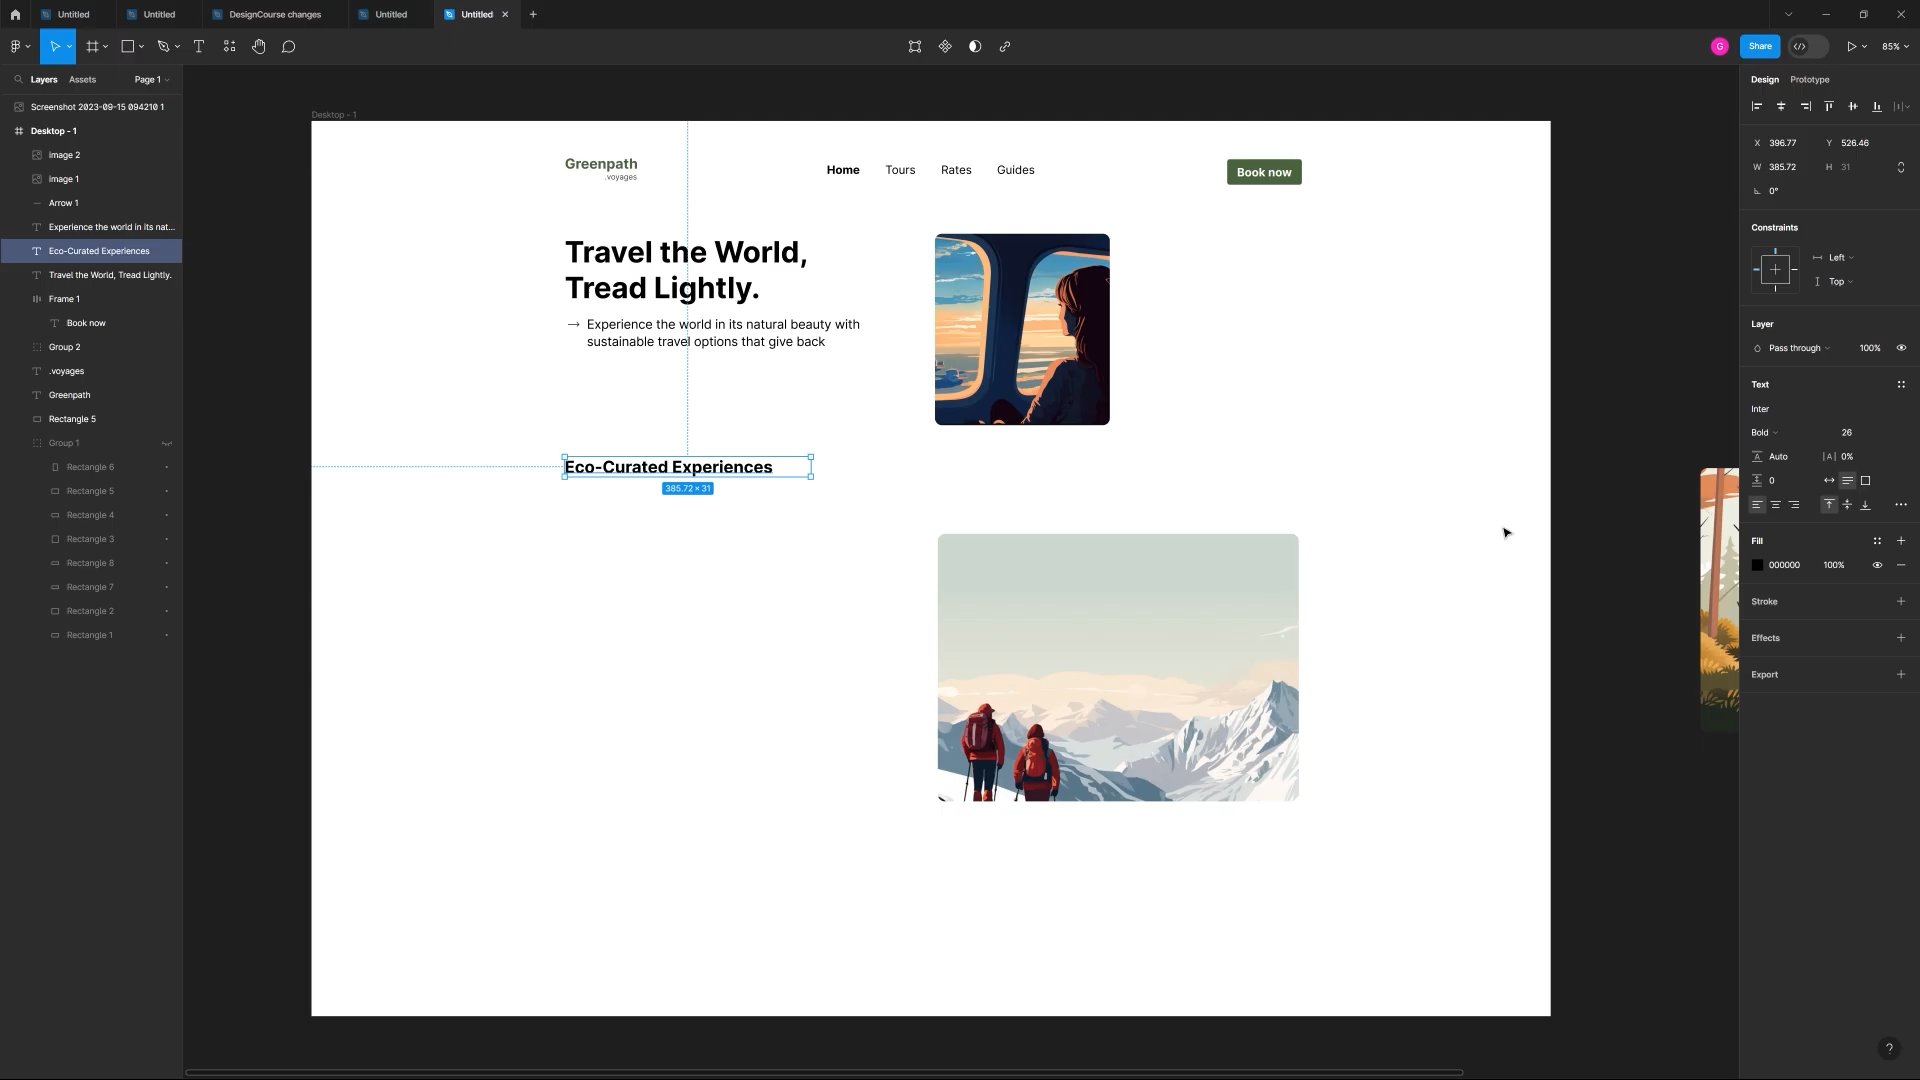 Untitled
Untitled
DesignCourse changes
Untitled
Untitled
G
Share
85%
Layers
Assets
Page 1
Screenshot 2023-09-15 094210 1
Desktop - 1
image 2
image 1
Arrow 1
Experience the world in its nat...
Eco-Curated Experiences
Travel the World, Tread Lightly.
Frame 1
Book now
Group 2
.voyages
Greenpath
Rectangle 5
Group 1
Rectangle 6
Rectangle 5
Rectangle 4
Rectangle 3
Rectangle 8
Rectangle 7
Rectangle 2
Rectangle 1
Desktop - 1
Greenpath
.voyages
Home
Tours
Rates
Guides
Book now
Travel the World,
Tread Lightly.
→ Experience the world in its natural beauty with
sustainable travel options that give back
Eco-Curated Experiences
385.72 × 31
Design
Prototype
X 396.77
Y 526.46
W 385.72
H 31
0°
Constraints
Left
Top
Layer
Pass through
100%
Text
Inter
Bold
26
Auto
0%
0
Fill
000000
100%
Stroke
Effects
Export
?